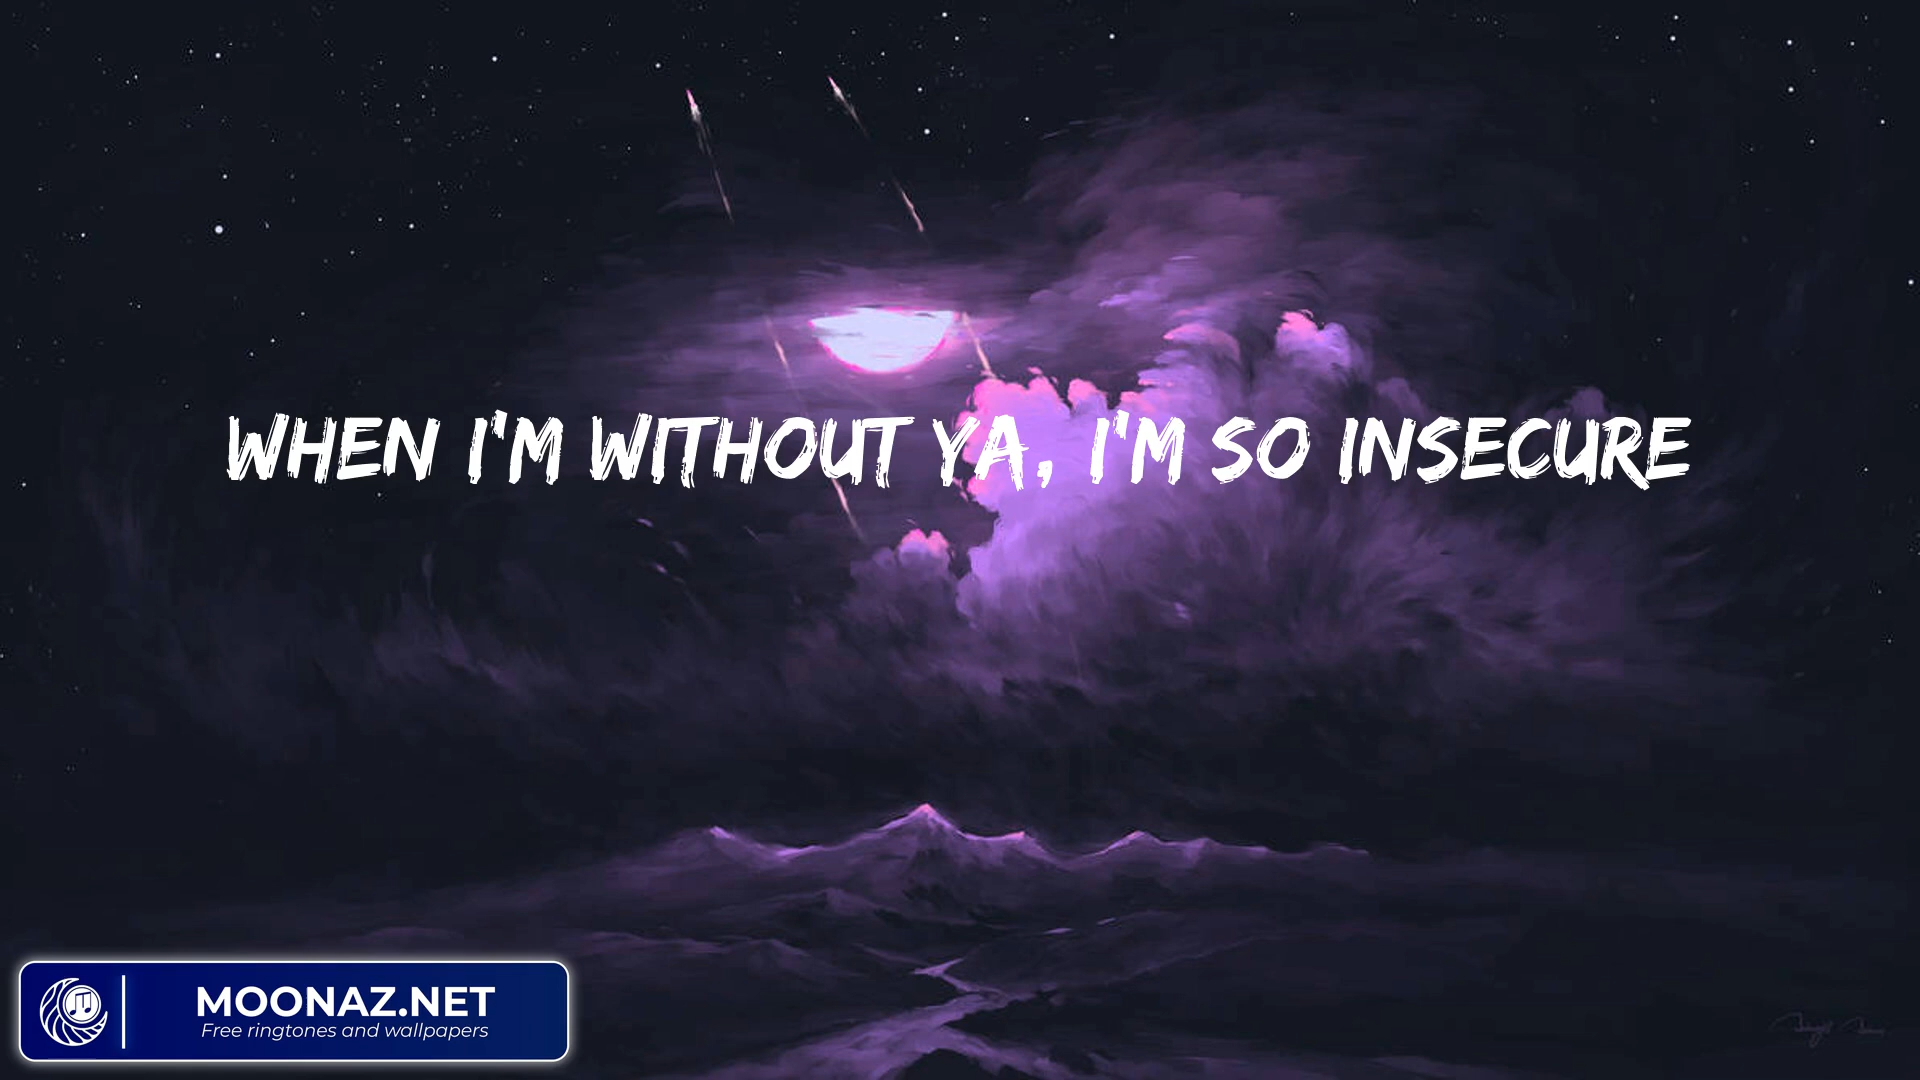 WHEN I'M WITHOUT YA, I'M SO INSECURE
MOONAZ.NET
Free ringtones and wallpapers